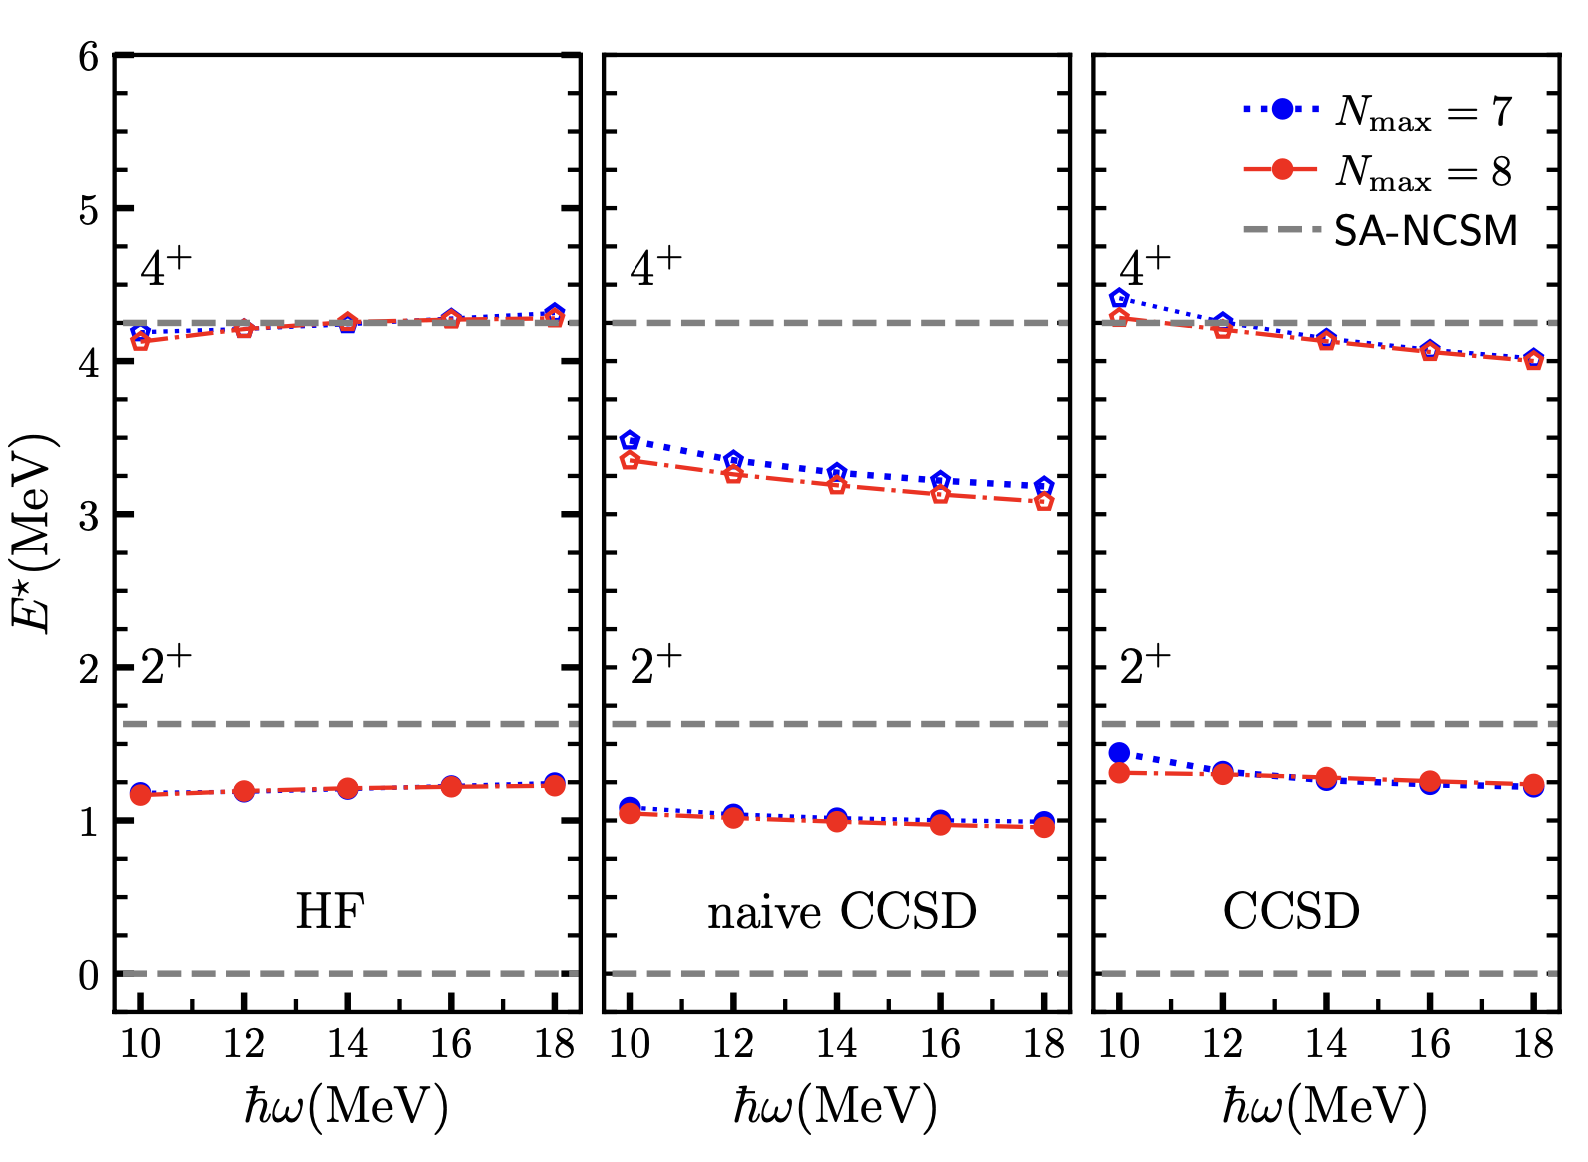 E⋆(MeV)
6
5
4
3
2
1
0
4+
2+
HF
10 12 14 16 18
ħω(MeV)
4+
2+
naive CCSD
10 12 14 16 18
ħω(MeV)
Nmax = 7
Nmax = 8
SA-NCSM
4+
2+
CCSD
10 12 14 16 18
ħω(MeV)